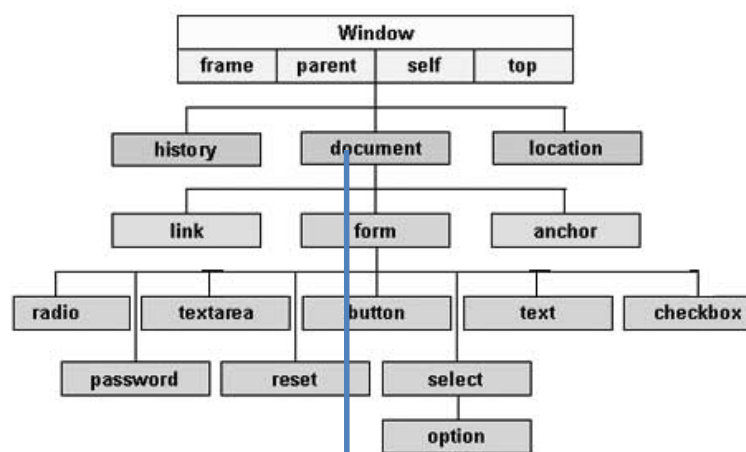 Window
frame parent self top
history document location
link form anchor
radio textarea button text checkbox
password reset select
option